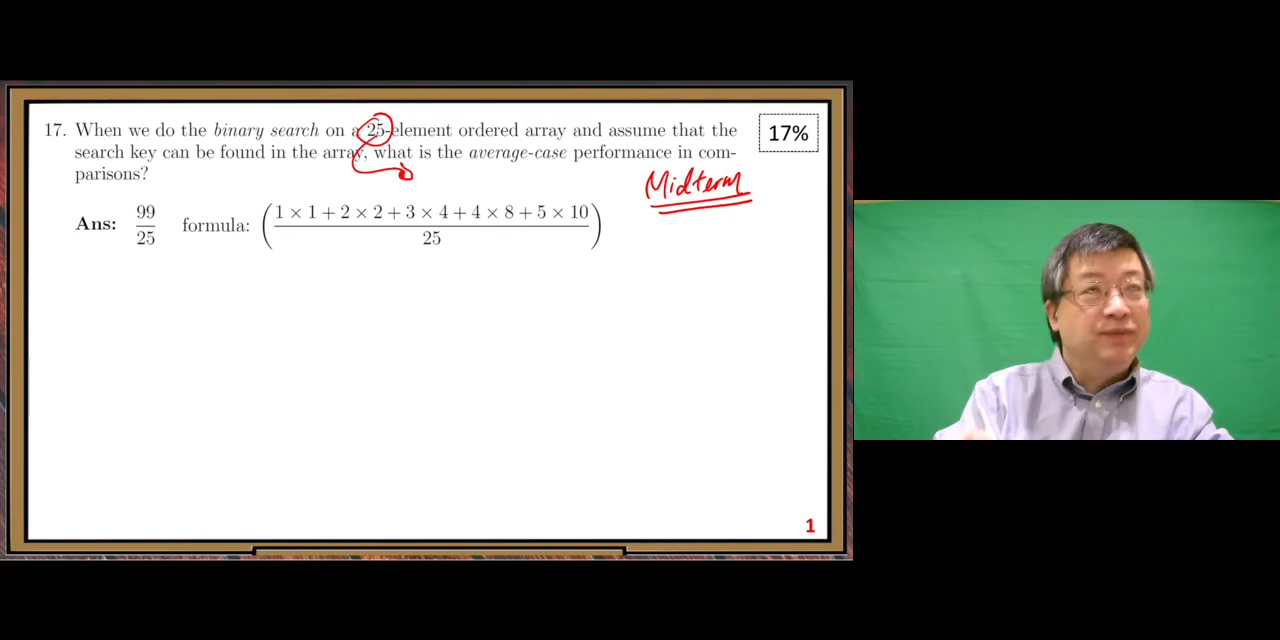 17. When we do the binary search on a 25-element ordered array and assume that the
search key can be found in the array, what is the average-case performance in com-
parisons?
17%
Midterm
Ans: 99/25 formula: (1 × 1 + 2 × 2 + 3 × 4 + 4 × 8 + 5 × 10 / 25)
1